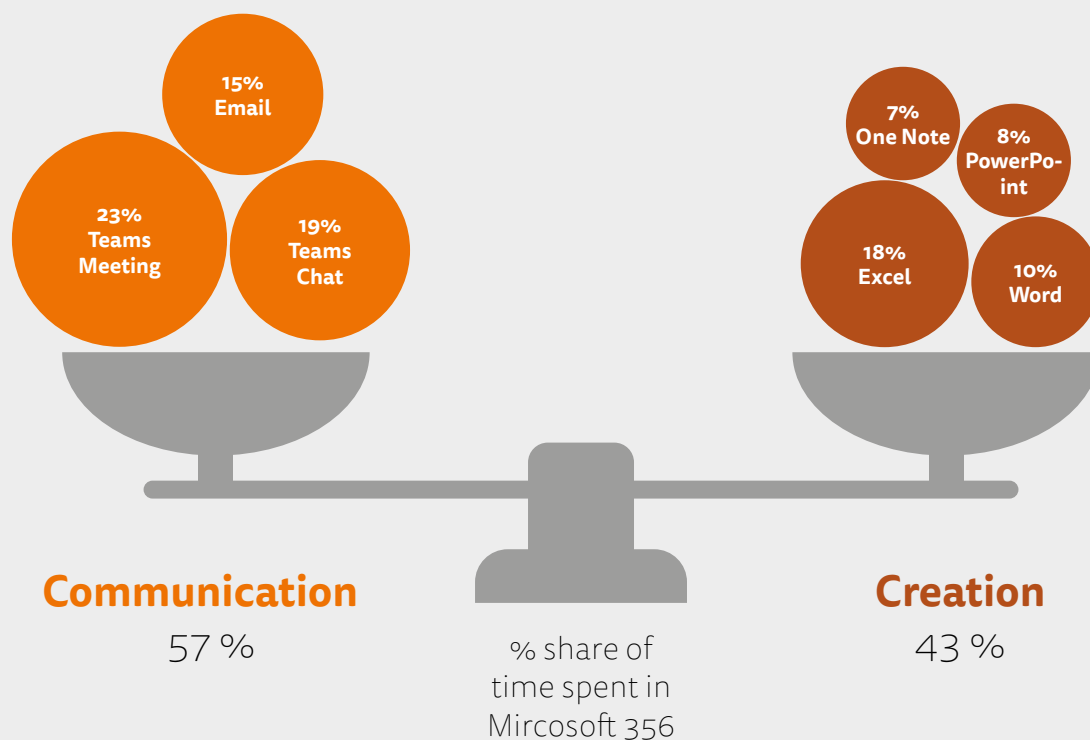 15%
Email
23%
Teams
Meeting
19%
Teams
Chat
7%
One Note
8%
PowerPo-
int
18%
Excel
10%
Word
Communication
57 %
% share of
time spent in
Mircosoft 356
Creation
43 %